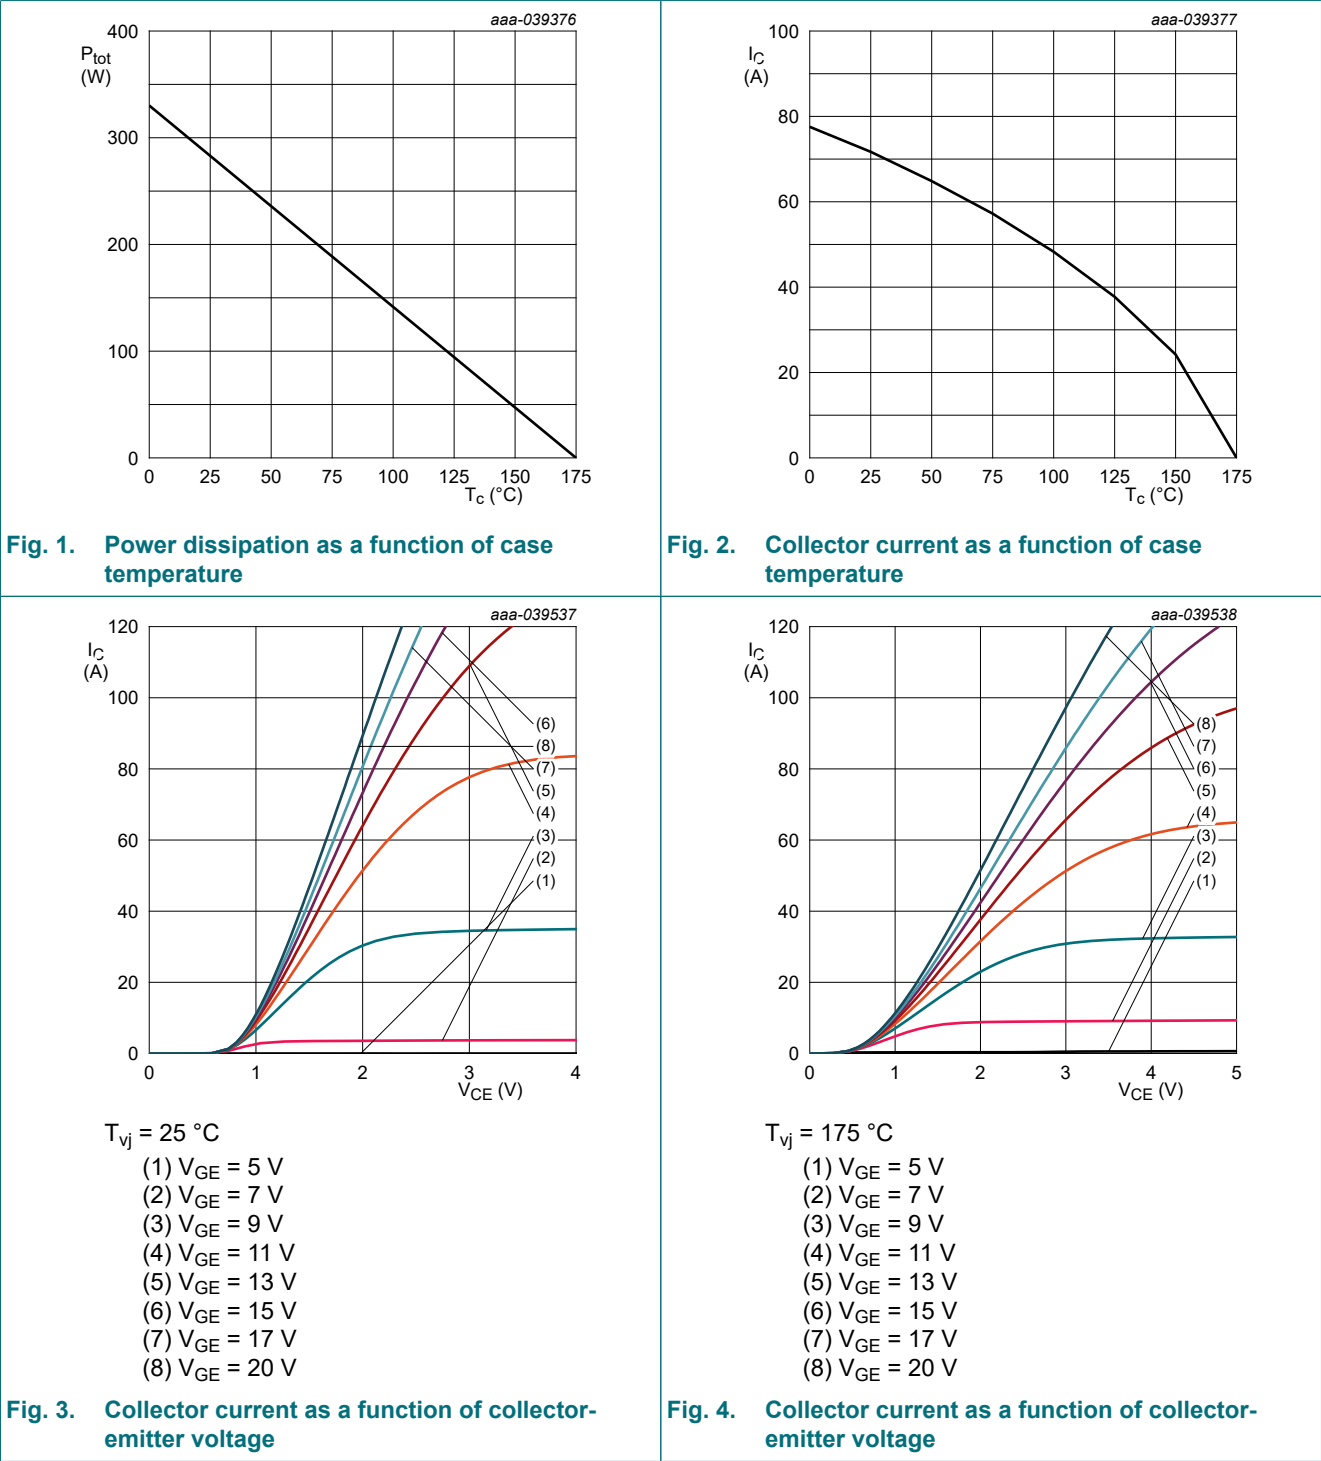 aaa-039376
400
P_tot
(W)
300
200
100
0
0 25 50 75 100 125 150 175
T_c (°C)
Fig. 1. Power dissipation as a function of case
temperature
aaa-039377
100
I_C
(A)
80
60
40
20
0
0 25 50 75 100 125 150 175
T_c (°C)
Fig. 2. Collector current as a function of case
temperature
aaa-039537
120
I_C
(A)
100
80
60
40
20
0
(6)
(8)
(7)
(5)
(4)
(3)
(2)
(1)
0 1 2 3 4
V_CE (V)
T_vj = 25 °C
(1) V_GE = 5 V
(2) V_GE = 7 V
(3) V_GE = 9 V
(4) V_GE = 11 V
(5) V_GE = 13 V
(6) V_GE = 15 V
(7) V_GE = 17 V
(8) V_GE = 20 V
Fig. 3. Collector current as a function of collector-
emitter voltage
aaa-039538
120
I_C
(A)
100
80
60
40
20
0
(8)
(7)
(6)
(5)
(4)
(3)
(2)
(1)
0 1 2 3 4 5
V_CE (V)
T_vj = 175 °C
(1) V_GE = 5 V
(2) V_GE = 7 V
(3) V_GE = 9 V
(4) V_GE = 11 V
(5) V_GE = 13 V
(6) V_GE = 15 V
(7) V_GE = 17 V
(8) V_GE = 20 V
Fig. 4. Collector current as a function of collector-
emitter voltage